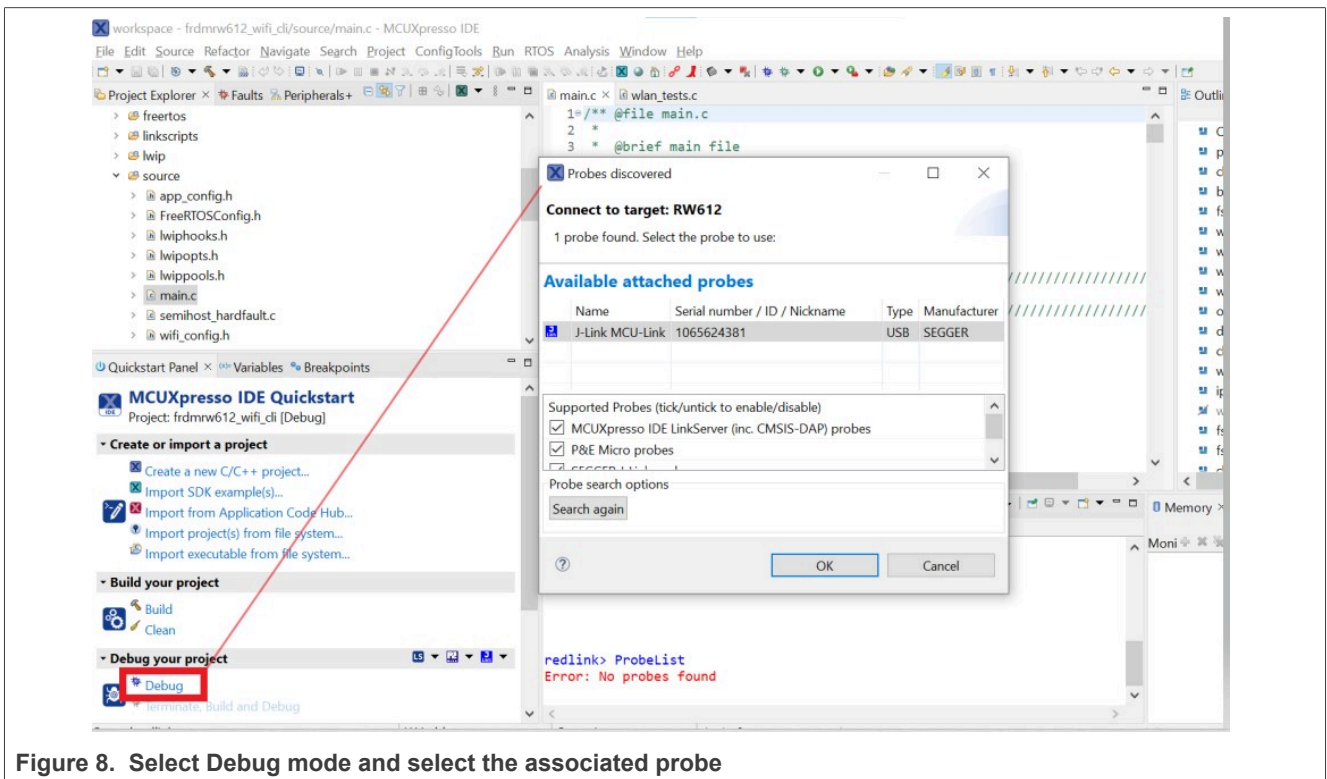 workspace - frdmrw612_wifi_cli/source/main.c - MCUXpresso IDE
File Edit Source Refactor Navigate Search Project ConfigTools Run RTOS Analysis Window Help
Project Explorer × Faults Peripherals+
main.c × wlan_tests.c
Outli
> freertos
> linkscripts
> lwip
source
> app_config.h
> FreeRTOSConfig.h
> lwiphooks.h
> lwipopts.h
> lwippools.h
> main.c
> semihost_hardfault.c
> wifi_config.h
1 /** @file main.c
2 *
3 * @brief main file
Probes discovered
Connect to target: RW612
1 probe found. Select the probe to use:
Available attached probes
Name Serial number / ID / Nickname Type Manufacturer
J-Link MCU-Link 1065624381 USB SEGGER
Supported Probes (tick/untick to enable/disable)
MCUXpresso IDE LinkServer (inc. CMSIS-DAP) probes
P&E Micro probes
Probe search options
Search again
OK Cancel
Quickstart Panel × Variables Breakpoints
MCUXpresso IDE Quickstart
IDE
Project: frdmrw612_wifi_cli [Debug]
Create or import a project
Create a new C/C++ project...
Import SDK example(s)...
Import from Application Code Hub...
Import project(s) from file system...
Import executable from file system...
Build your project
Build
Clean
Debug your project
LS
Debug
Terminate, Build and Debug
Memory ×
Moni
redlink> ProbeList
Error: No probes found
Figure 8. Select Debug mode and select the associated probe